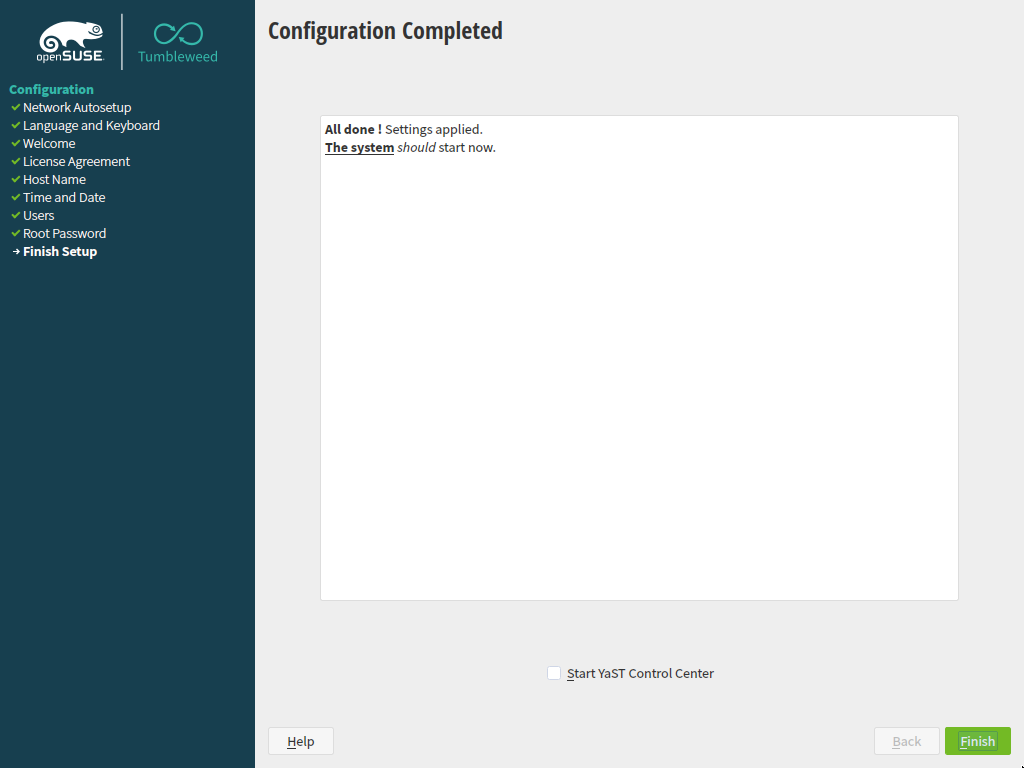 openSUSE
Tumbleweed
Configuration
Network Autosetup
Language and Keyboard
Welcome
License Agreement
Host Name
Time and Date
Users
Root Password
Finish Setup
Configuration Completed
All done ! Settings applied.
The system should start now.
Start YaST Control Center
Help
Back
Finish